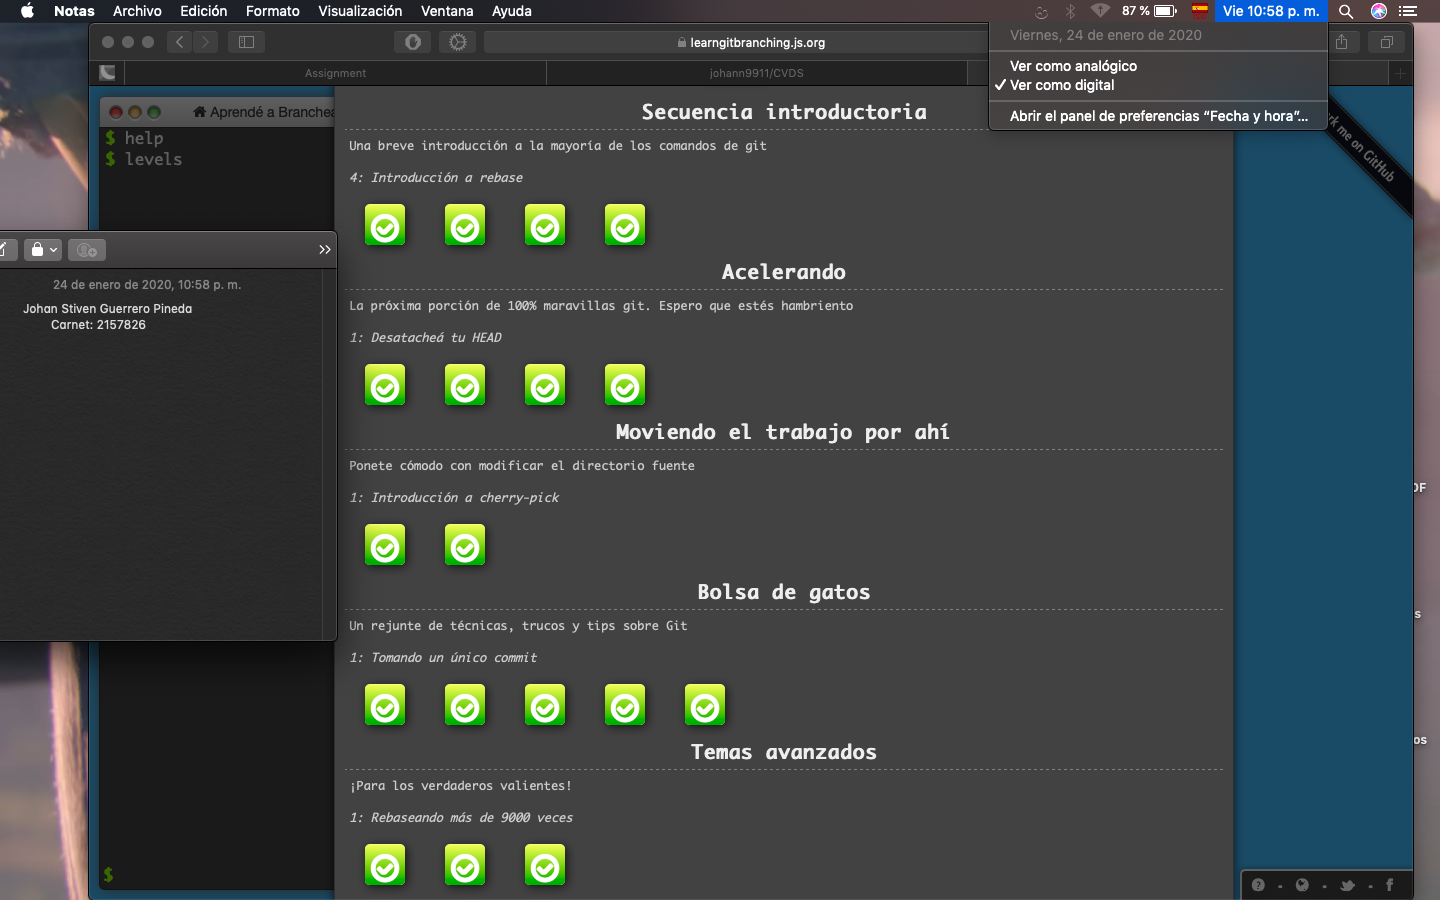 Notas Archivo Edición Formato Visualización Ventana Ayuda 87 % Vie 10:58 p. m.
Viernes, 24 de enero de 2020
Ver como analógico
✓ Ver como digital
Abrir el panel de preferencias “Fecha y hora”...
learngitbranching.js.org
Assignment johann9911/CVDS
Aprendé a Branchea
$ help
$ levels
$
rk me on GitHub
24 de enero de 2020, 10:58 p. m.
Johan Stiven Guerrero Pineda
Carnet: 2157826
Secuencia introductoria
Una breve introducción a la mayoría de los comandos de git
4: Introducción a rebase
Acelerando
La próxima porción de 100% maravillas git. Espero que estés hambriento
1: Desatacheá tu HEAD
Moviendo el trabajo por ahí
Ponete cómodo con modificar el directorio fuente
1: Introducción a cherry-pick
Bolsa de gatos
Un rejunte de técnicas, trucos y tips sobre Git
1: Tomando un único commit
Temas avanzados
¡Para los verdaderos valientes!
1: Rebaseando más de 9000 veces
DF
s
os